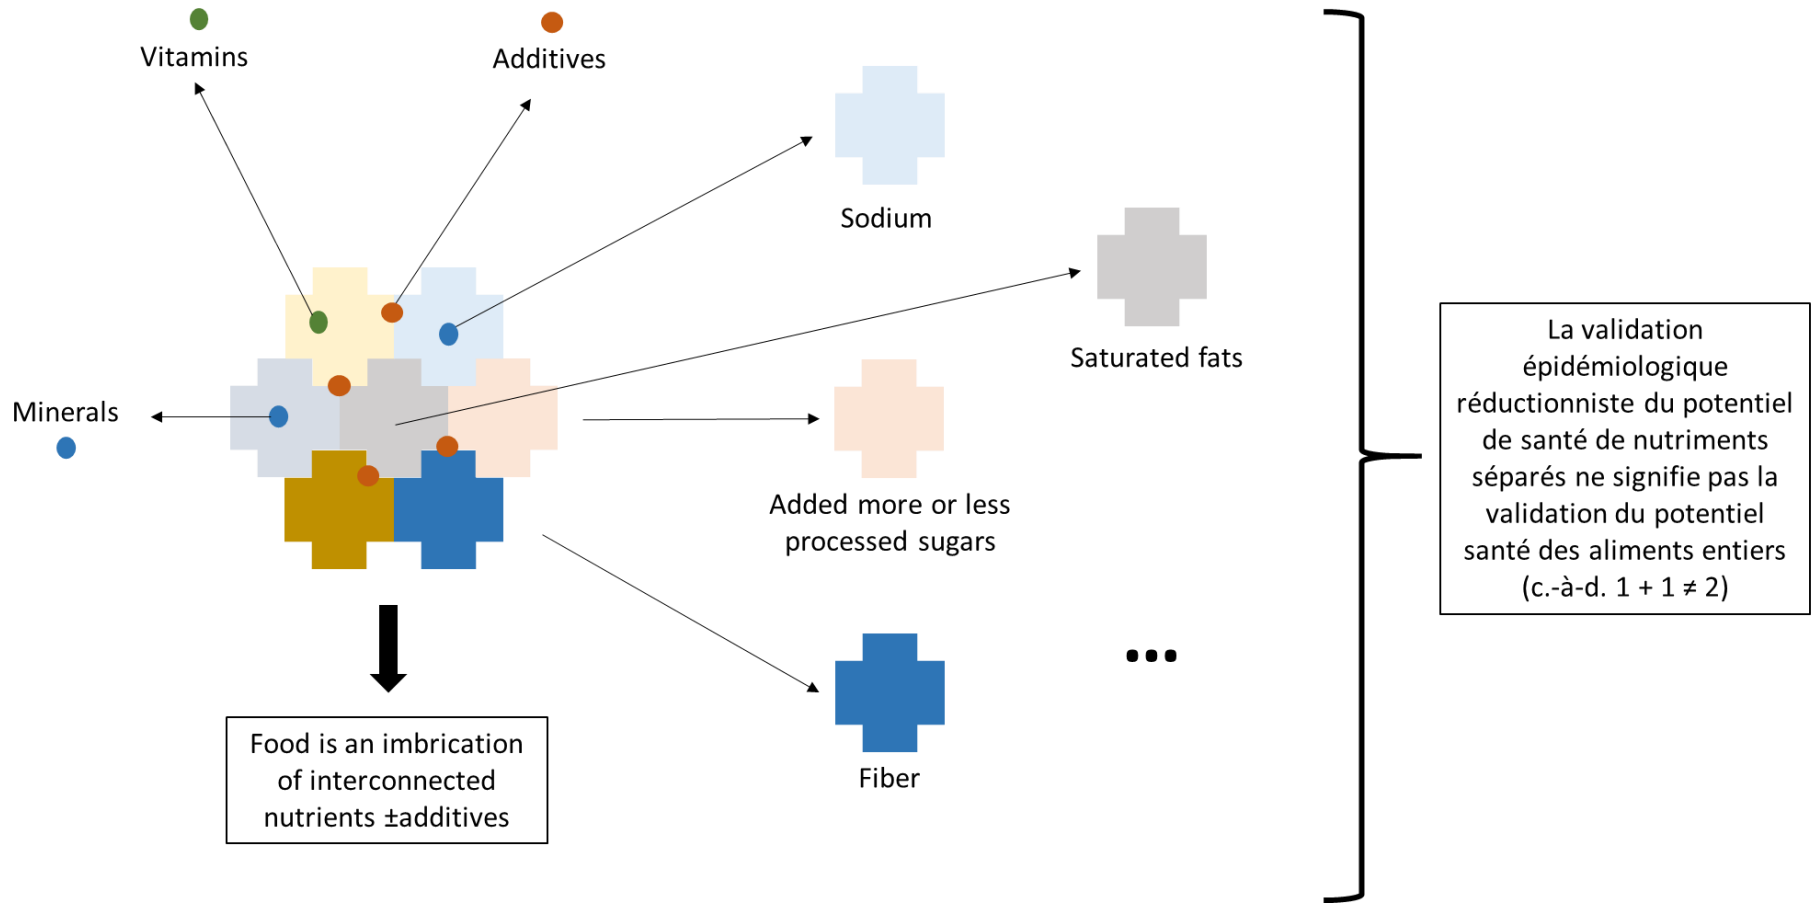 Vitamins
Additives
Sodium
Saturated fats
Minerals
Added more or less
processed sugars
Fiber
...
Food is an imbrication
of interconnected
nutrients ±additives
La validation
épidémiologique
réductionniste du potentiel
de santé de nutriments
séparés ne signifie pas la
validation du potentiel
santé des aliments entiers
(c.-à-d. 1 + 1 ≠ 2)